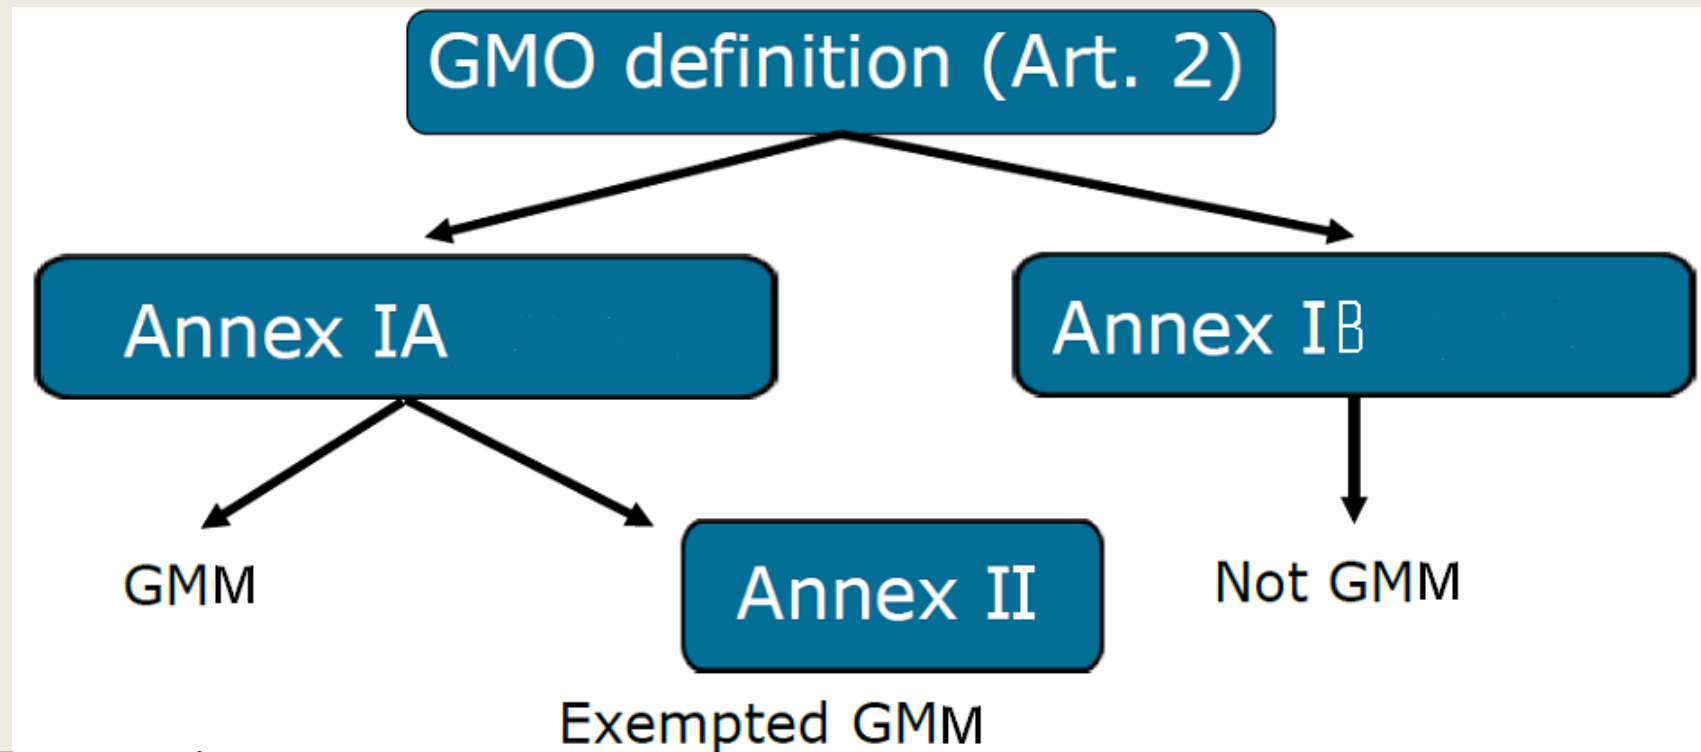 GMO definition (Art. 2)
Annex IA
Annex IB
GMM
Annex II
Not GMM
Exempted GMM